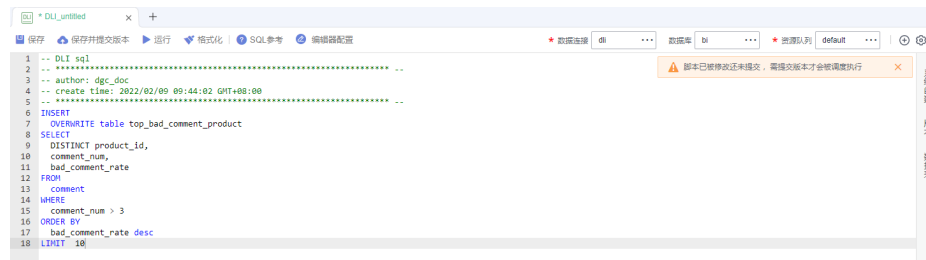 DLI * DLI_untitled × +
保存 保存并提交版本 运行 格式化 SQL参考 编辑器配置 * 数据连接 dli ... 数据库 bi ... * 资源队列 default ...
脚本已被修改还未提交，需提交版本才会被调度执行 ×
1 -- DLI sql
2 -- ****************************************************************** --
3 -- author: dgc_doc
4 -- create time: 2022/02/09 09:44:02 GMT+08:00
5 -- ****************************************************************** --
6 INSERT
7 OVERWRITE table top_bad_comment_product
8 SELECT
9 DISTINCT product_id,
10 comment_num,
11 bad_comment_rate
12 FROM
13 comment
14 WHERE
15 comment_num > 3
16 ORDER BY
17 bad_comment_rate desc
18 LIMIT 10